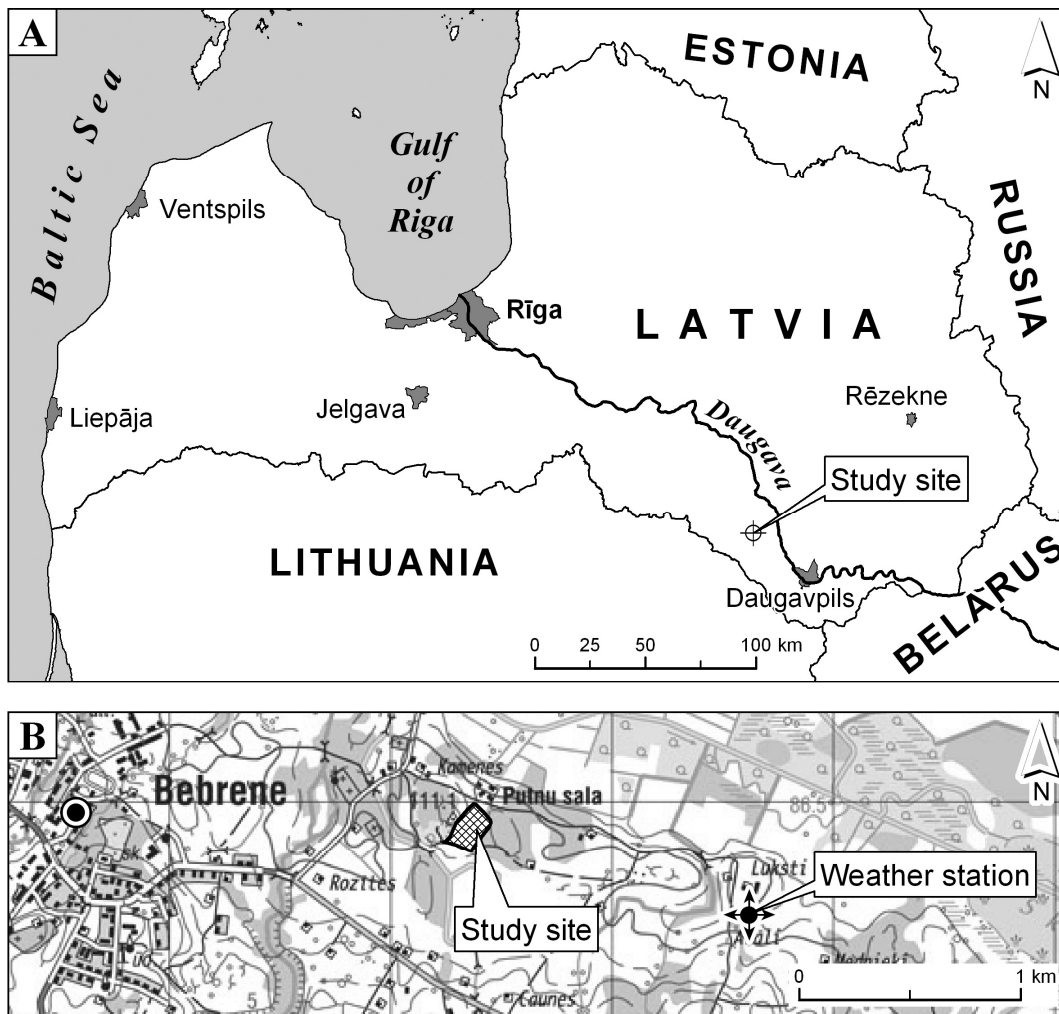 A
ESTONIA
N
Baltic Sea
Gulf
of
Riga
RUSSIA
Ventspils
Rīga
LATVIA
Liepāja
Jelgava
Rēzekne
Daugava
Study site
LITHUANIA
Daugavpils
BELARUS
0 25 50 100 km
B
N
Bebrene
Kamenes
111.1
Putnu sala
86.5
sk.
Rozītes
Study site
Weather station
Caunes
5
0 1 km